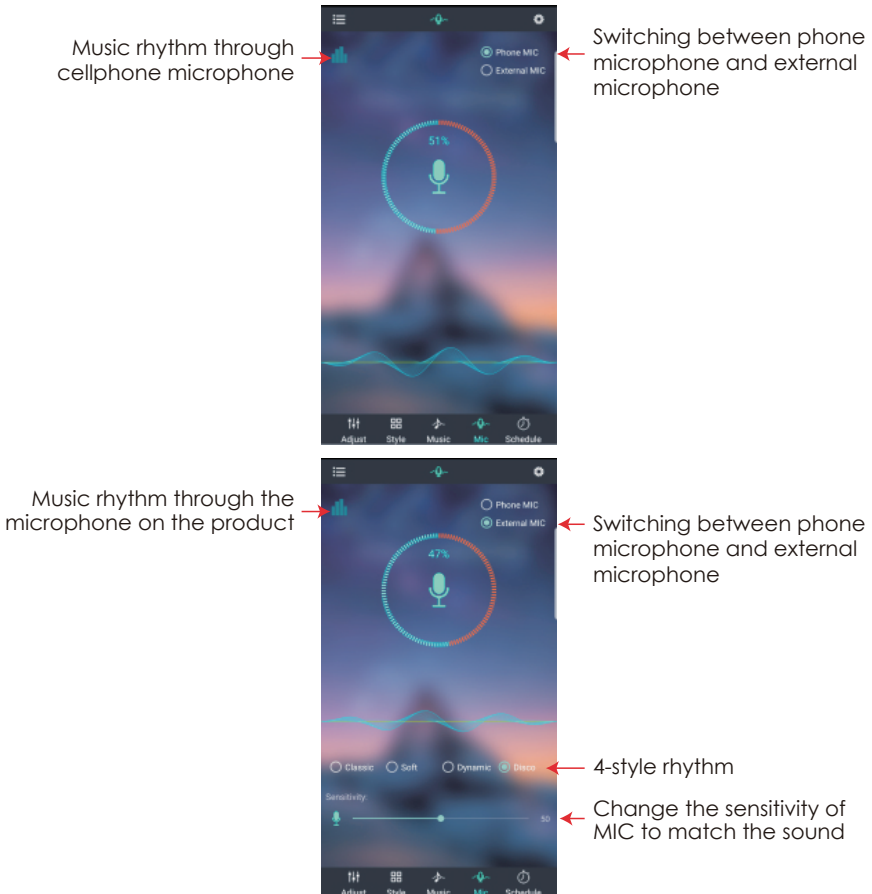 Music rhythm through
cellphone microphone
Phone MIC
External MIC
Switching between phone
microphone and external
microphone
51%
Adjust Style Music Mic Schedule
Music rhythm through the
microphone on the product
Phone MIC
External MIC
Switching between phone
microphone and external
microphone
47%
Classic Soft Dynamic Disco
4-style rhythm
Sensitivity:
50
Change the sensitivity of
MIC to match the sound
Adjust Style Music Mic Schedule